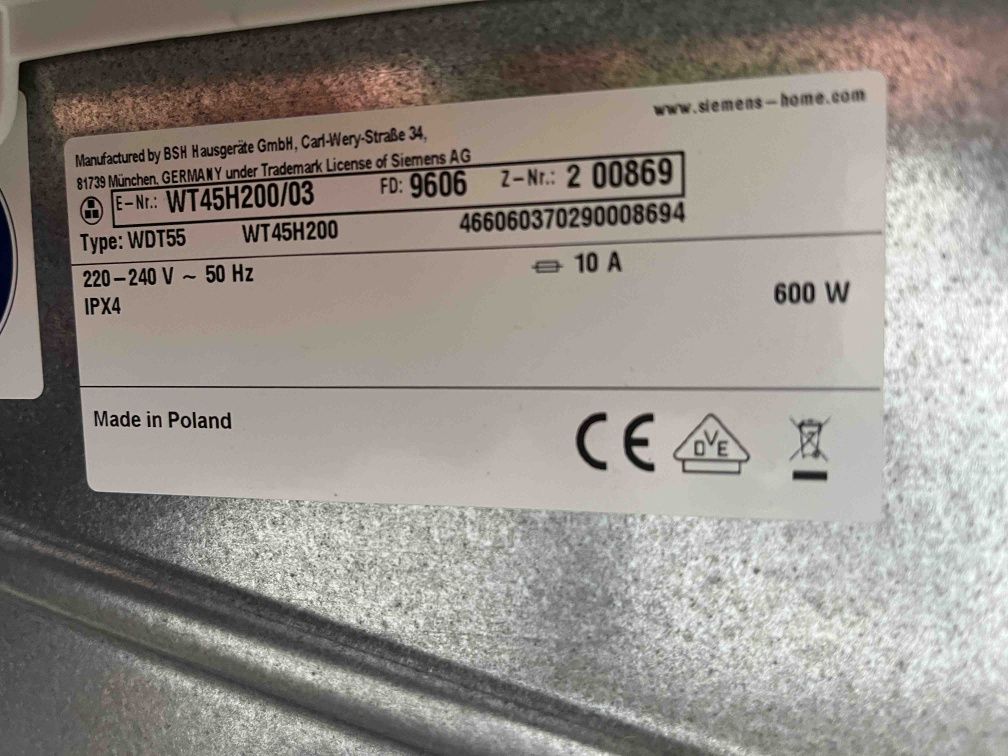 www.siemens-home.com
Manufactured by BSH Hausgeräte GmbH, Carl-Wery-Straße 34,
81739 München, GERMANY under Trademark License of Siemens AG
E-Nr.: WT45H200/03 FD: 9606 Z-Nr.: 2 00869
Type: WDT55 WT45H200 466060370290008694
220-240 V ~ 50 Hz 10 A
IPX4 600 W
Made in Poland CE DVE